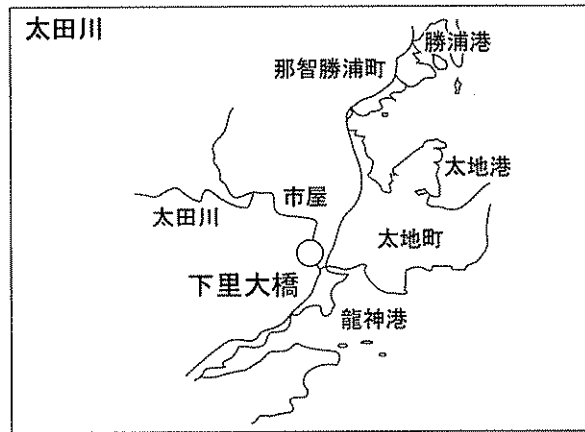 太田川
勝浦港
那智勝浦町
太地港
市屋
太田川
太地町
下里大橋
龍神港